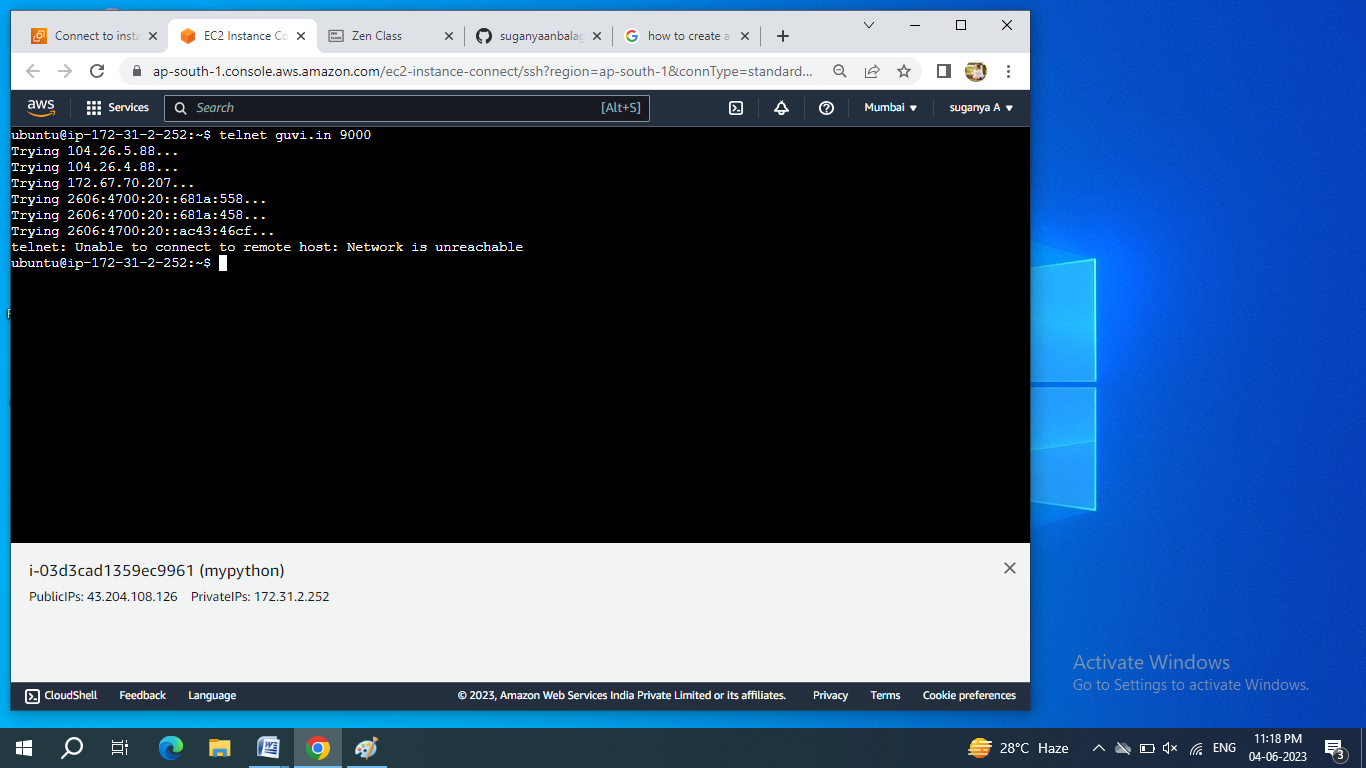 Connect to insta
EC2 Instance Co
Zen Class
suganyaanbalag
how to create a
ap-south-1.console.aws.amazon.com/ec2-instance-connect/ssh?region=ap-south-1&connType=standard...
aws
Services
Search
[Alt+S]
Mumbai
suganya A
ubuntu@ip-172-31-2-252:~$ telnet guvi.in 9000
Trying 104.26.5.88...
Trying 104.26.4.88...
Trying 172.67.70.207...
Trying 2606:4700:20::681a:558...
Trying 2606:4700:20::681a:458...
Trying 2606:4700:20::ac43:46cf...
telnet: Unable to connect to remote host: Network is unreachable
ubuntu@ip-172-31-2-252:~$
i-03d3cad1359ec9961 (mypython)
PublicIPs: 43.204.108.126 PrivateIPs: 172.31.2.252
CloudShell
Feedback
Language
© 2023, Amazon Web Services India Private Limited or its affiliates.
Privacy
Terms
Cookie preferences
Activate Windows
Go to Settings to activate Windows.
28°C Haze
ENG
11:18 PM
04-06-2023
3